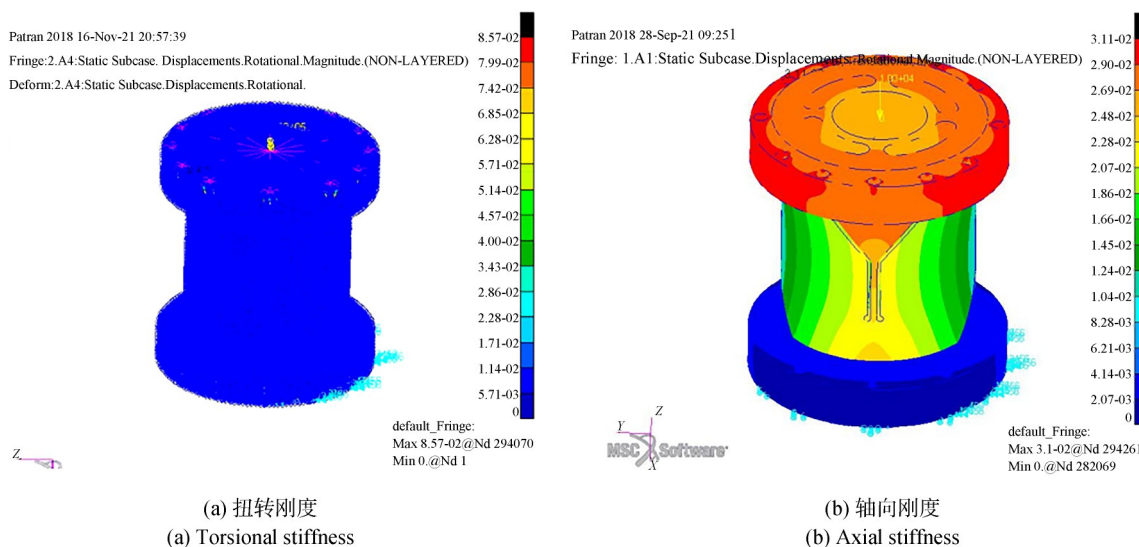 Patran 2018 16-Nov-21 20:57:39
Fringe:2.A4:Static Subcase. Displacements.Rotational.Magnitude.(NON-LAYERED)
Deform:2.A4:Static Subcase.Displacements.Rotational.
8.57-02
7.99-02
7.42-02
6.85-02
6.28-02
5.71-02
5.14-02
4.57-02
4.00-02
3.43-02
2.86-02
2.28-02
1.71-02
1.14-02
5.71-03
0
default_Fringe:
Max 8.57-02@Nd 294070
Min 0.@Nd 1
Z
(a) 扭转刚度
(a) Torsional stiffness
Patran 2018 28-Sep-21 09:251
Fringe: 1.A1:Static Subcase.Displacements. Rotational.Magnitude.(NON-LAYERED)
1.00+04
3.11-02
2.90-02
2.69-02
2.48-02
2.28-02
2.07-02
1.86-02
1.66-02
1.45-02
1.24-02
1.04-02
8.28-03
6.21-03
4.14-03
2.07-03
0
default_Fringe:
Max 3.1-02@Nd 294261
Min 0.@Nd 282069
Y
Z
X
MSC Software
(b) 轴向刚度
(b) Axial stiffness